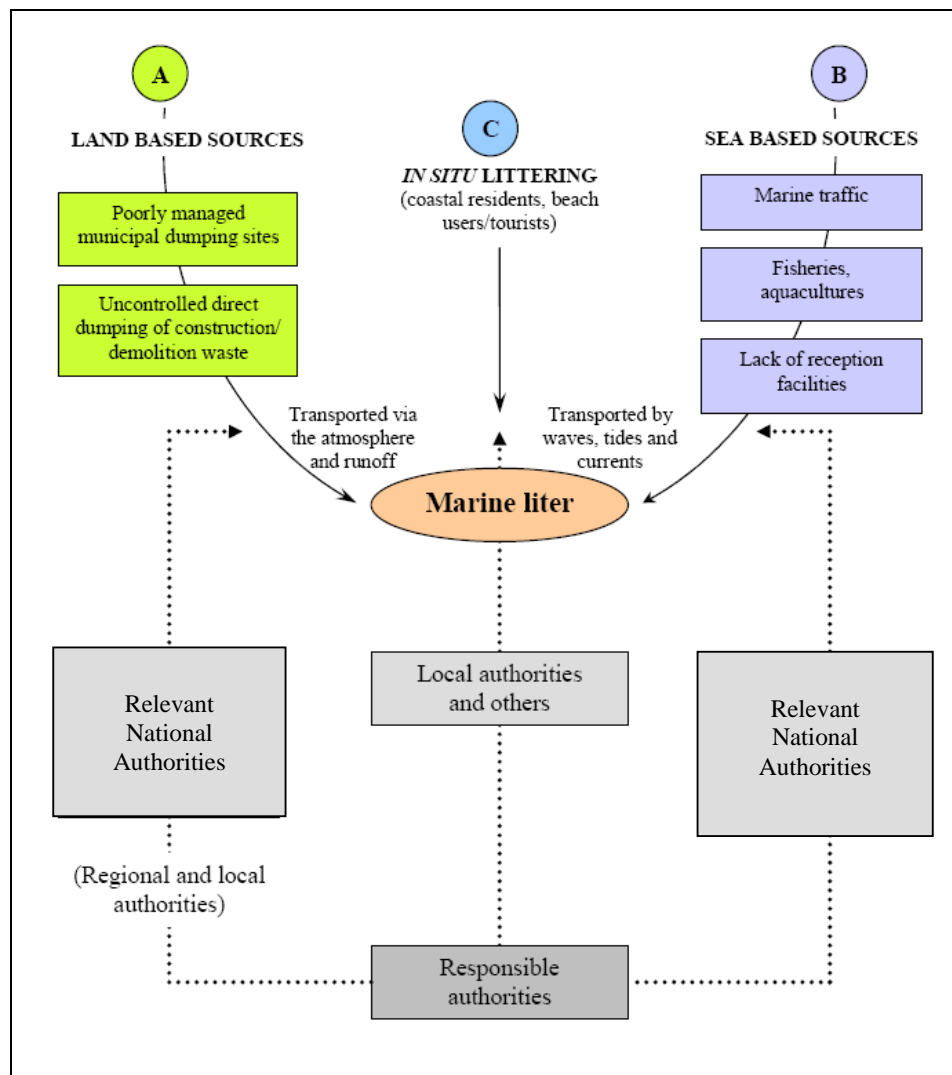 A
LAND BASED SOURCES
Poorly managed
municipal dumping sites
Uncontrolled direct
dumping of construction/
demolition waste
Transported via
the atmosphere
and runoff
C
IN SITU LITTERING
(coastal residents, beach
users/tourists)
B
SEA BASED SOURCES
Marine traffic
Fisheries,
aquacultures
Lack of reception
facilities
Transported by
waves, tides and
currents
Marine liter
Relevant
National
Authorities
(Regional and local
authorities)
Local authorities
and others
Relevant
National
Authorities
Responsible
authorities